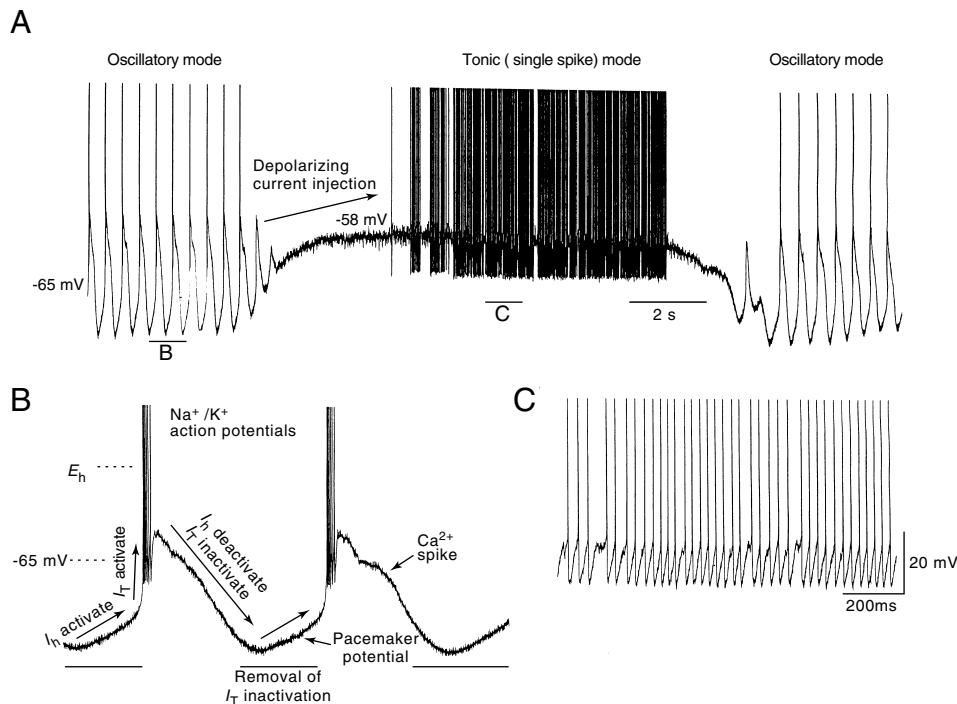 A
Oscillatory mode
Tonic ( single spike) mode
Oscillatory mode
Depolarizing
current injection
-58 mV
-65 mV
B
C
2 s
B
Na+ /K+
action potentials
Eh
-65 mV
Ih activate
IT activate
Ih deactivate
IT inactivate
Ca2+
spike
Pacemaker
potential
Removal of
IT inactivation
C
20 mV
200ms